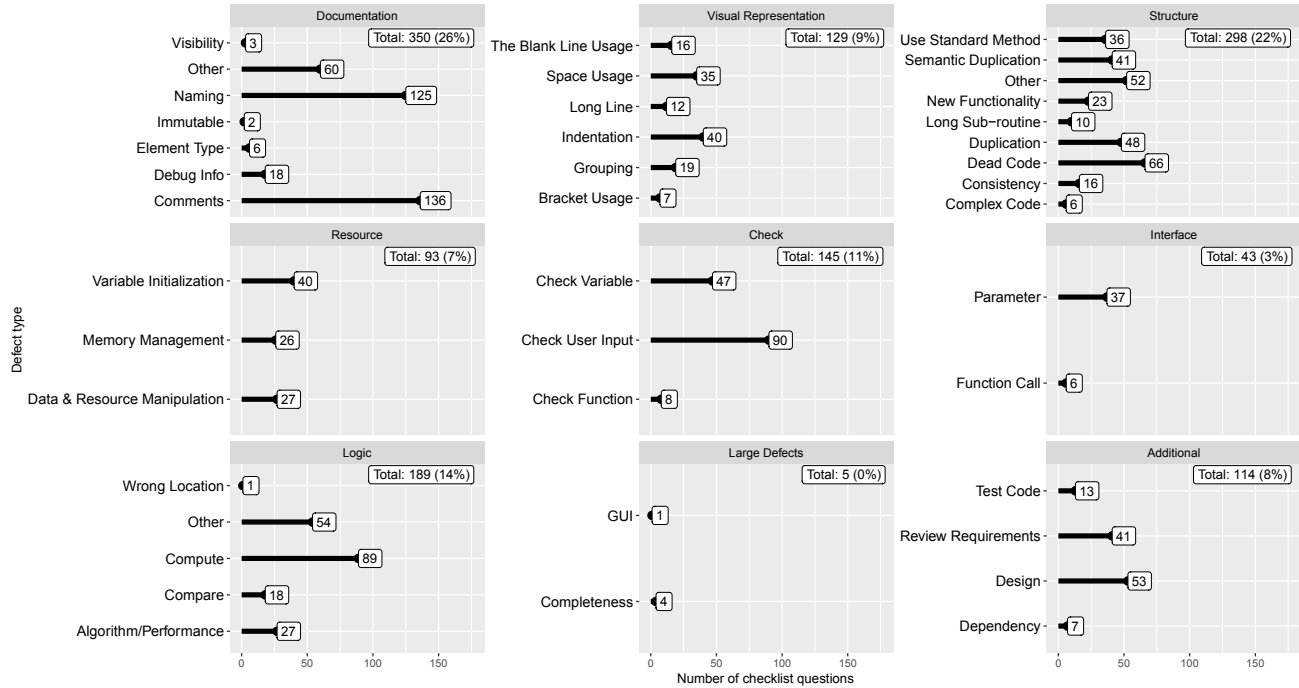 Documentation
Total: 350 (26%)
Visibility 3
Other 60
Naming 125
Immutable 2
Element Type 6
Debug Info 18
Comments 136
Visual Representation
Total: 129 (9%)
The Blank Line Usage 16
Space Usage 35
Long Line 12
Indentation 40
Grouping 19
Bracket Usage 7
Structure
Total: 298 (22%)
Use Standard Method 36
Semantic Duplication 41
Other 52
New Functionality 23
Long Sub−routine 10
Duplication 48
Dead Code 66
Consistency 16
Complex Code 6
Resource
Total: 93 (7%)
Variable Initialization 40
Memory Management 26
Data & Resource Manipulation 27
Check
Total: 145 (11%)
Check Variable 47
Check User Input 90
Check Function 8
Interface
Total: 43 (3%)
Parameter 37
Function Call 6
Logic
Total: 189 (14%)
Wrong Location 1
Other 54
Compute 89
Compare 18
Algorithm/Performance 27
Large Defects
Total: 5 (0%)
GUI 1
Completeness 4
Additional
Total: 114 (8%)
Test Code 13
Review Requirements 41
Design 53
Dependency 7
0 50 100 150
0 50 100 150
0 50 100 150
Number of checklist questions
Defect type